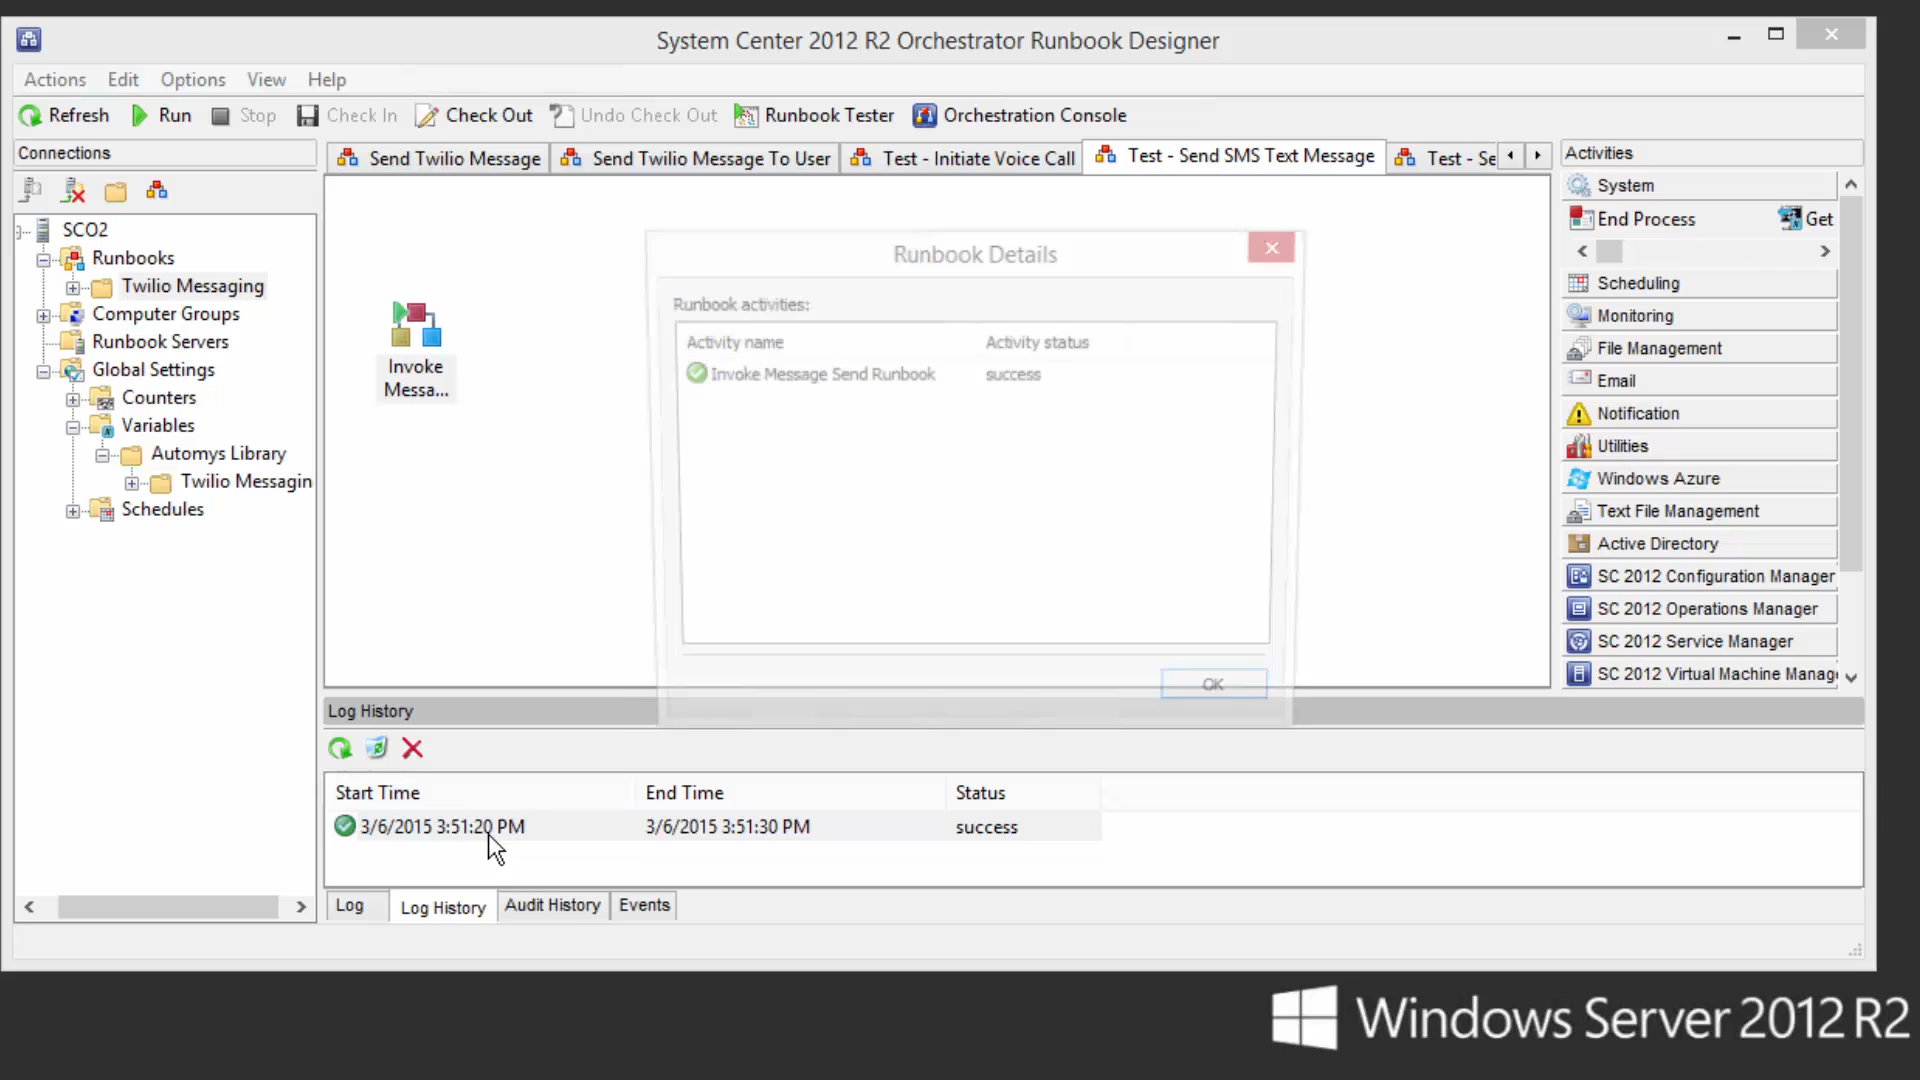 System Center 2012 R2 Orchestrator Runbook Designer
Actions Edit Options View Help
Refresh Run Stop Check In Check Out Undo Check Out Runbook Tester Orchestration Console
Connections
SCO2
Runbooks
Twilio Messaging
Computer Groups
Runbook Servers
Global Settings
Counters
Variables
Automys Library
Twilio Messagin
Schedules
Send Twilio Message Send Twilio Message To User Test - Initiate Voice Call Test - Send SMS Text Message Test - Se
Invoke
Messa...
Runbook Details
Runbook activities:
Activity name Activity status
Invoke Message Send Runbook success
OK
Activities
System
End Process Get
Scheduling
Monitoring
File Management
Email
Notification
Utilities
Windows Azure
Text File Management
Active Directory
SC 2012 Configuration Manager
SC 2012 Operations Manager
SC 2012 Service Manager
SC 2012 Virtual Machine Manag
Log History
Start Time End Time Status
3/6/2015 3:51:20 PM 3/6/2015 3:51:30 PM success
Log Log History Audit History Events
Windows Server 2012 R2